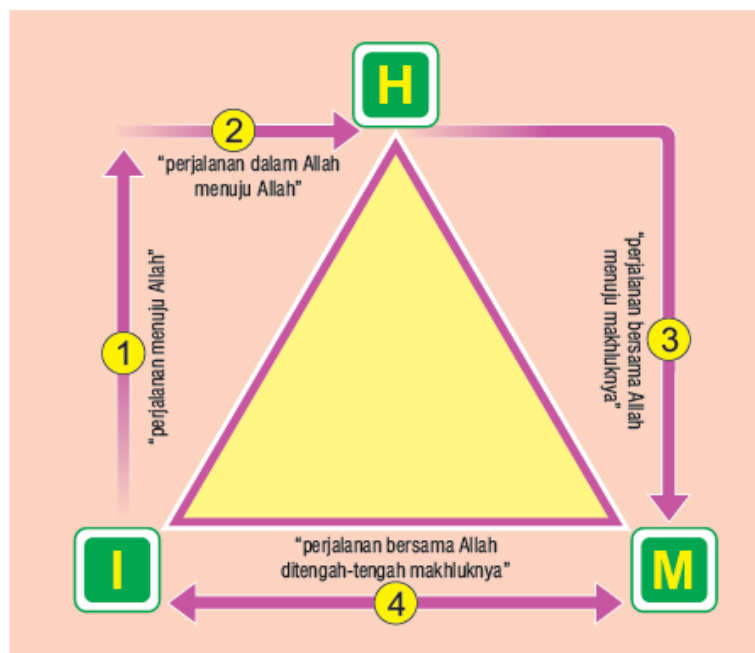 H
2
“perjalanan dalam Allah
menuju Allah”
1
“perjalanan menuju Allah”
3
“perjalanan bersama Allah
menuju makhluknya”
I
“perjalanan bersama Allah
ditengah-tengah makhluknya”
4
M